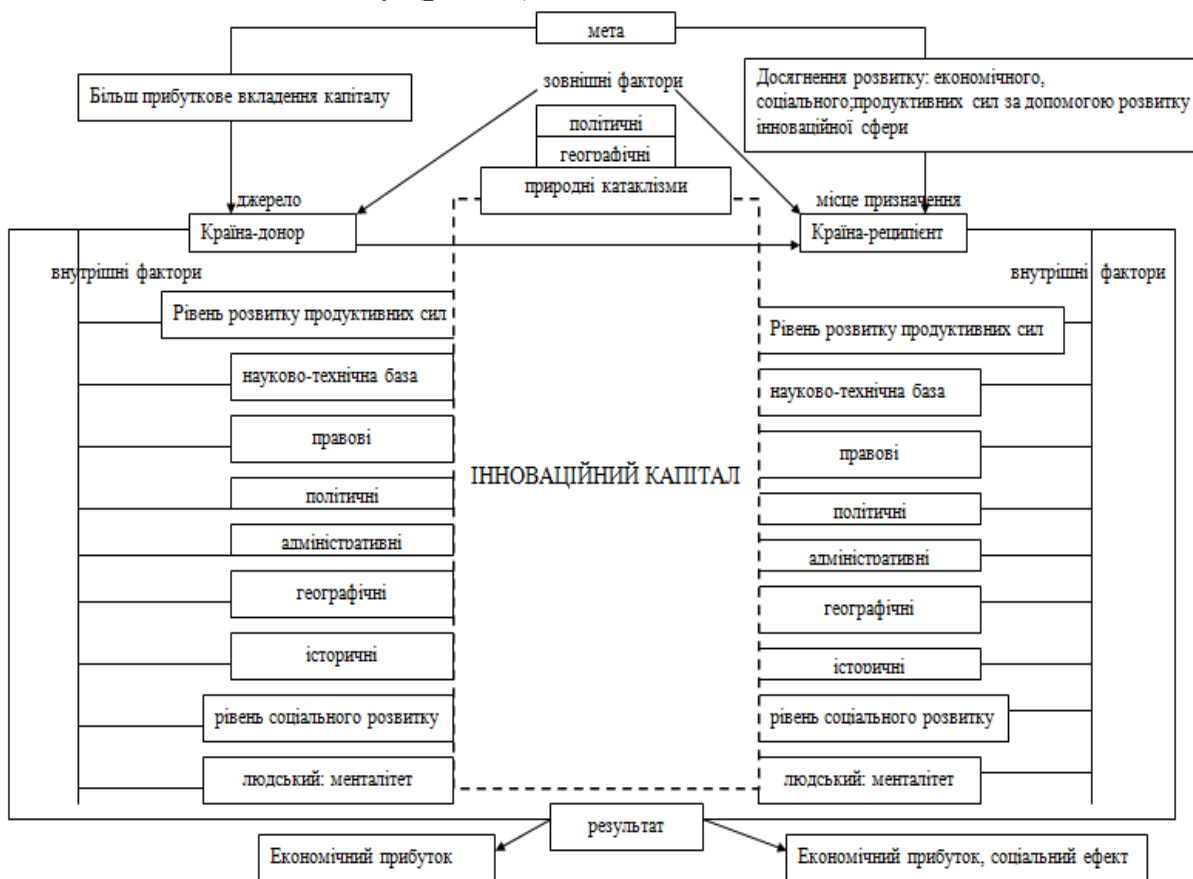 мета
Більш прибуткове вкладення капіталу
зовнішні фактори
Досягнення розвитку: економічного,
соціального;продуктивних сил за допомогою розвитку
інноваційної сфери
політичні
географічні
природні катаклізми
джерело
місце призначення
Країна-донор
Країна-реципієнт
внутрішні фактори
внутрішні фактори
Рівень розвитку продуктивних сил
науково-технічна база
правові
політичні
адміністративні
географічні
історичні
рівень соціального розвитку
людський: менталітет
ІННОВАЦІЙНИЙ КАПІТАЛ
Рівень розвитку продуктивних сил
науково-технічна база
правові
політичні
адміністративні
географічні
історичні
рівень соціального розвитку
людський: менталітет
результат
Економічний прибуток
Економічний прибуток, соціальний ефект